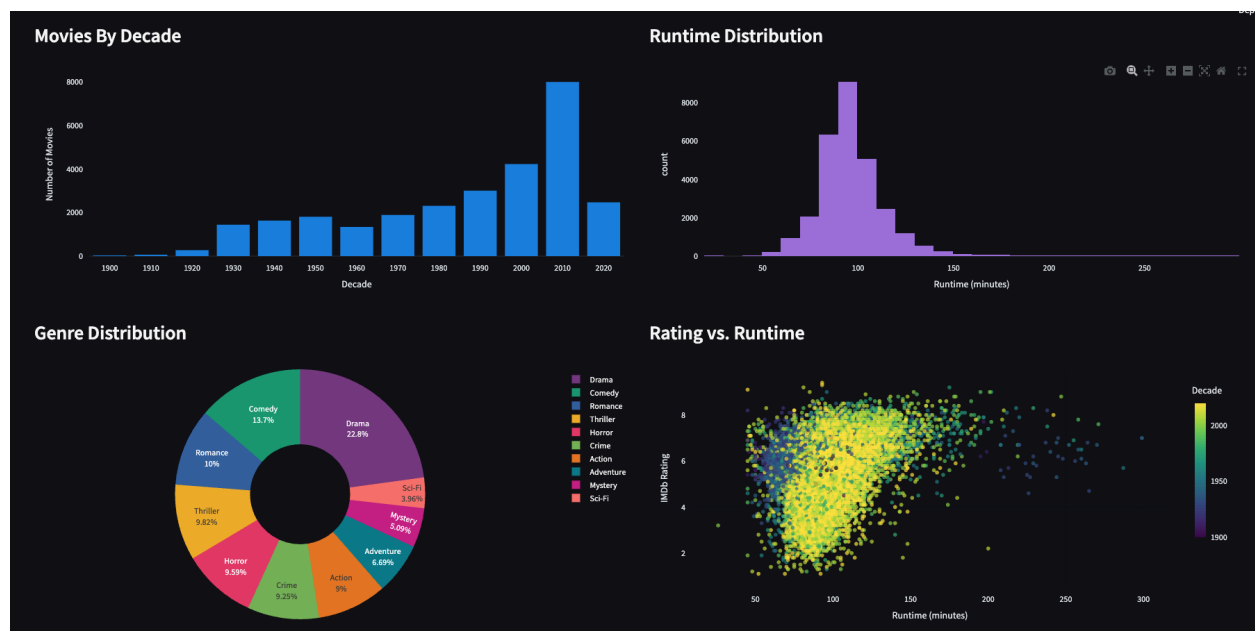 Movies By Decade
8000
6000
4000
2000
0
Number of Movies
1900 1910 1920 1930 1940 1950 1960 1970 1980 1990 2000 2010 2020
Decade
Runtime Distribution
8000
6000
4000
2000
0
count
50 100 150 200 250
Runtime (minutes)
Genre Distribution
Drama
22.8%
Sci-Fi
3.96%
Mystery
5.09%
Adventure
6.69%
Action
9%
Crime
9.25%
Horror
9.59%
Thriller
9.82%
Romance
10%
Comedy
13.7%
Drama
Comedy
Romance
Thriller
Horror
Crime
Action
Adventure
Mystery
Sci-Fi
Rating vs. Runtime
8
6
4
2
IMDb Rating
50 100 150 200 250 300
Runtime (minutes)
Decade
2000
1950
1900